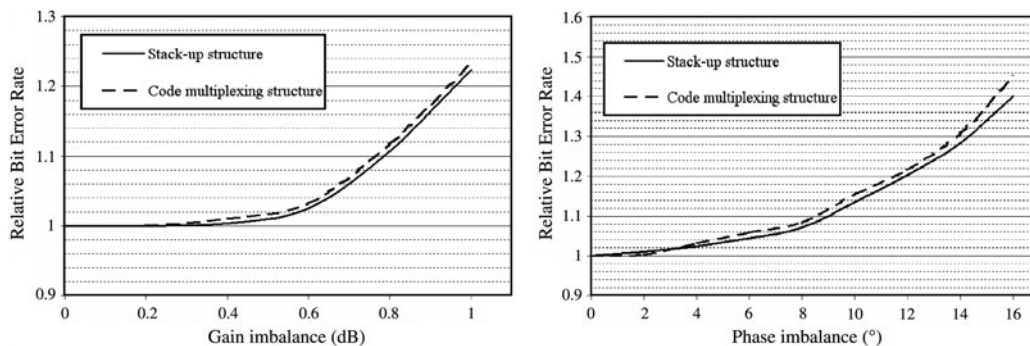 1.3
1.2
1.1
1
0.9
Relative Bit Error Rate
Stack-up structure
Code multiplexing structure
0 0.2 0.4 0.6 0.8 1
Gain imbalance (dB)
1.6
1.5
1.4
1.3
1.2
1.1
1
0.9
Relative Bit Error Rate
Stack-up structure
Code multiplexing structure
0 2 4 6 8 10 12 14 16
Phase imbalance (°)